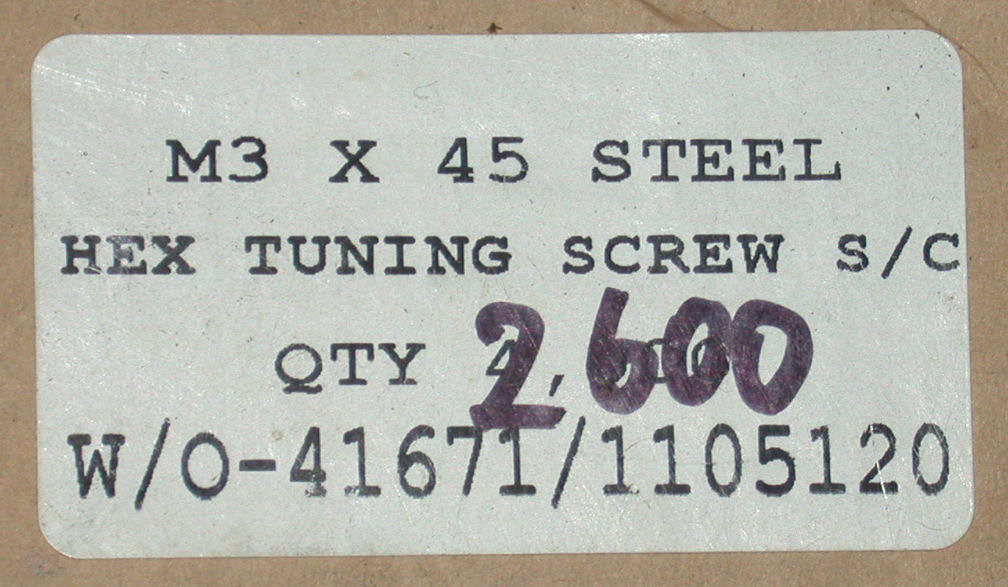 M3 X 45 STEEL
HEX TUNING SCREW S/C
QTY 2,600
W/O-41671/1105120